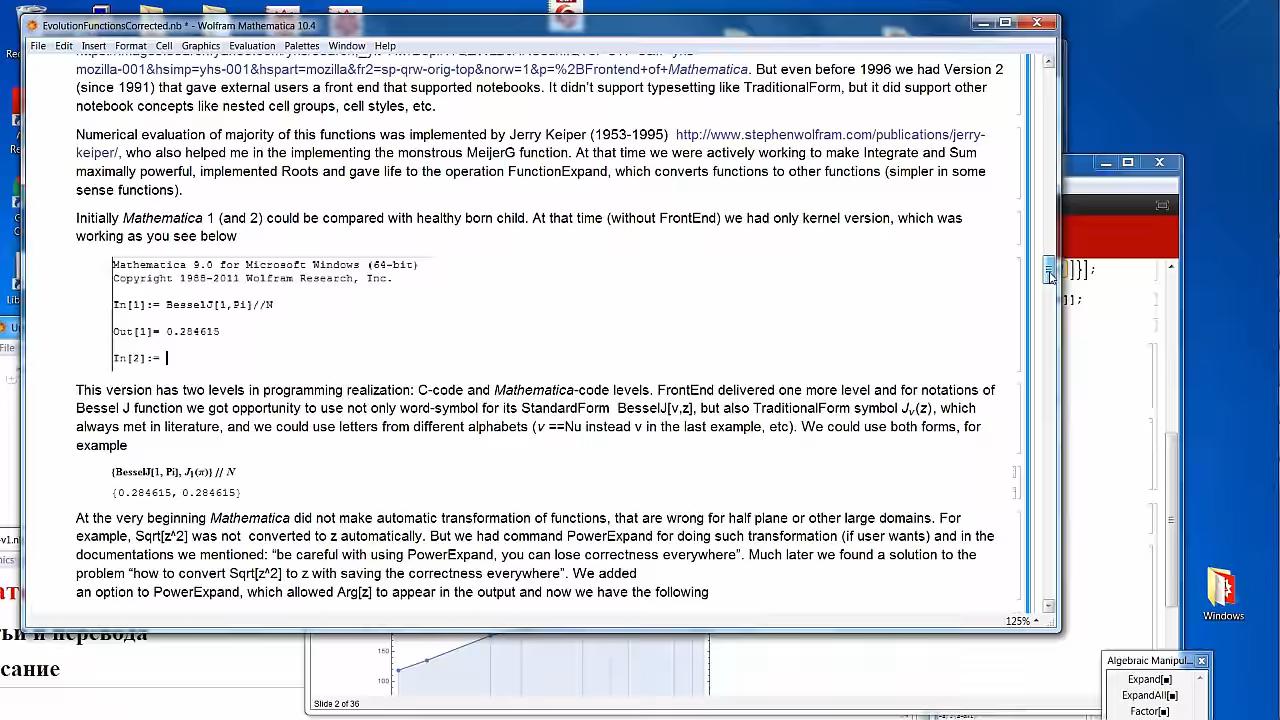 EvolutionFunctionsCorrected.nb * - Wolfram Mathematica 10.4
File Edit Insert Format Cell Graphics Evaluation Palettes Window Help
mozilla-001&hsimp=yhs-001&hspart=mozilla&fr2=sp-qrw-orig-top&norw=1&p=%2BFrontend+of+Mathematica. But even before 1996 we had Version 2
(since 1991) that gave external users a front end that supported notebooks. It didn't support typesetting like TraditionalForm, but it did support other
notebook concepts like nested cell groups, cell styles, etc.
Numerical evaluation of majority of this functions was implemented by Jerry Keiper (1953-1995) http://www.stephenwolfram.com/publications/jerry-
keiper/, who also helped me in the implementing the monstrous MeijerG function. At that time we were actively working to make Integrate and Sum
maximally powerful, implemented Roots and gave life to the operation FunctionExpand, which converts functions to other functions (simpler in some
sense functions).
Initially Mathematica 1 (and 2) could be compared with healthy born child. At that time (without FrontEnd) we had only kernel version, which was
working as you see below
Mathematica 9.0 for Microsoft Windows (64-bit)
Copyright 1988-2011 Wolfram Research, Inc.
In[1]:= BesselJ[1,Pi]//N
Out[1]= 0.284615
In[2]:=
This version has two levels in programming realization: C-code and Mathematica-code levels. FrontEnd delivered one more level and for notations of
Bessel J function we got opportunity to use not only word-symbol for its StandardForm BesselJ[v,z], but also TraditionalForm symbol Jν(z), which
always met in literature, and we could use letters from different alphabets (ν ==Nu instead v in the last example, etc). We could use both forms, for
example
{BesselJ[1, Pi], J1(π)} // N
{0.284615, 0.284615}
At the very beginning Mathematica did not make automatic transformation of functions, that are wrong for half plane or other large domains. For
example, Sqrt[z^2] was not converted to z automatically. But we had command PowerExpand for doing such transformation (if user wants) and in the
documentations we mentioned: “be careful with using PowerExpand, you can lose correctness everywhere”. Much later we found a solution to the
problem “how to convert Sqrt[z^2] to z with saving the correctness everywhere”. We added
an option to PowerExpand, which allowed Arg[z] to appear in the output and now we have the following
125%
}];
]];
File
-v1.n
перевода
сание
150
100
Slide 2 of 36
Windows
Algebraic Manipul...
Expand[■]
ExpandAll[■]
Factor[■]